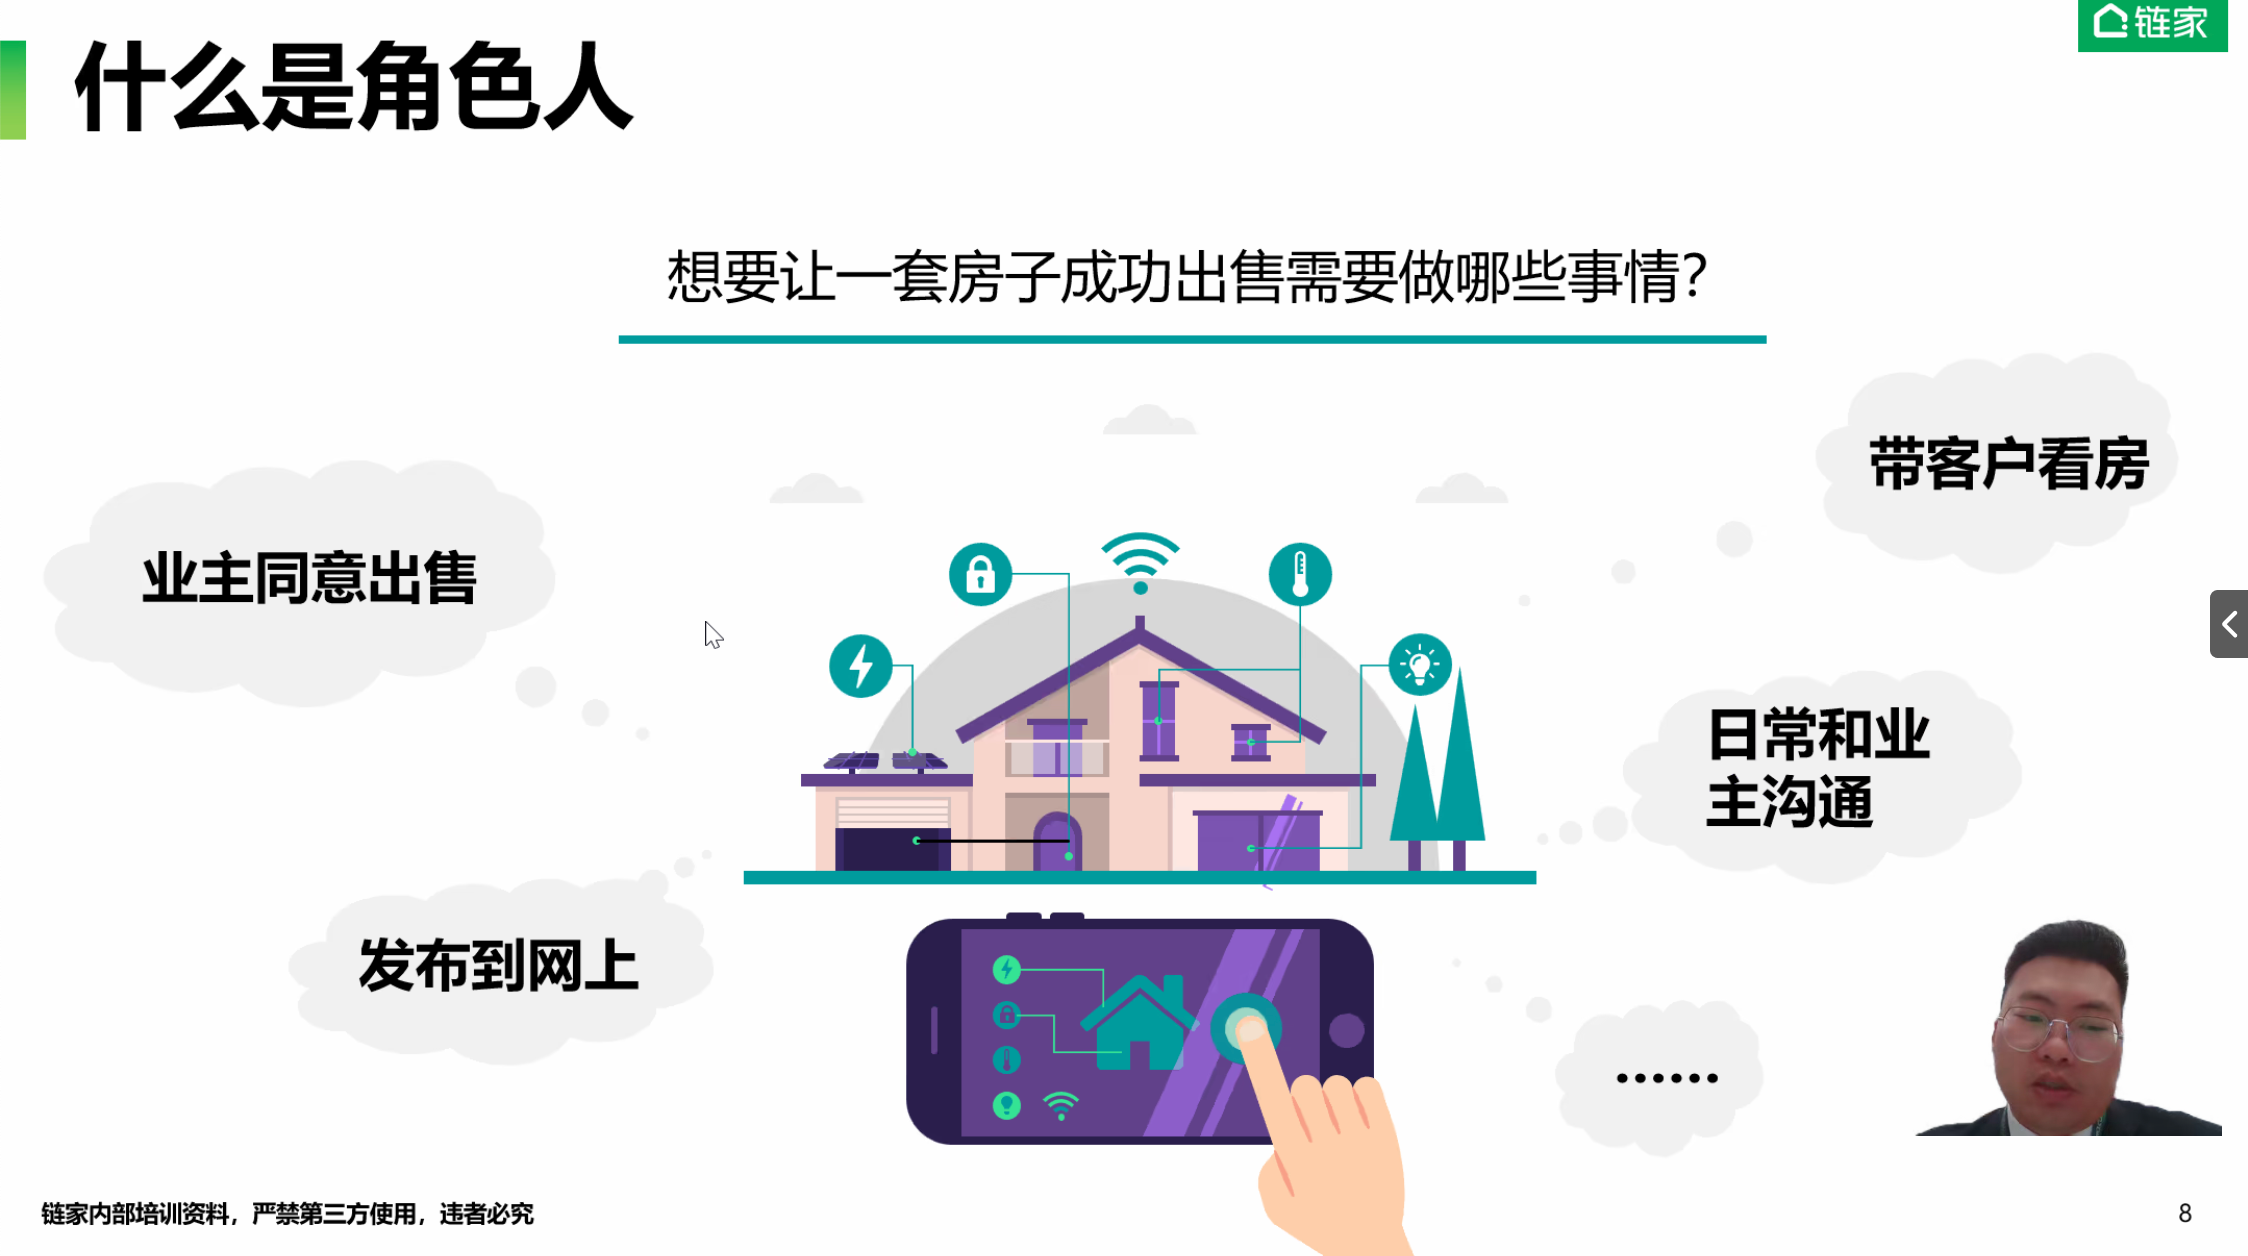 链家
什么是角色人
想要让一套房子成功出售需要做哪些事情?
带客户看房
业主同意出售
日常和业
主沟通
发布到网上
······
链家内部培训资料，严禁第三方使用，违者必究
8